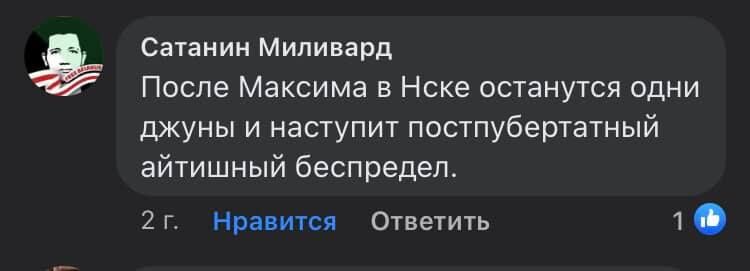 Сатанин Миливард
После Максима в Нске останутся одни
джуны и наступит постпубертатный
айтишный беспредел.
2 г. Нравится Ответить 1